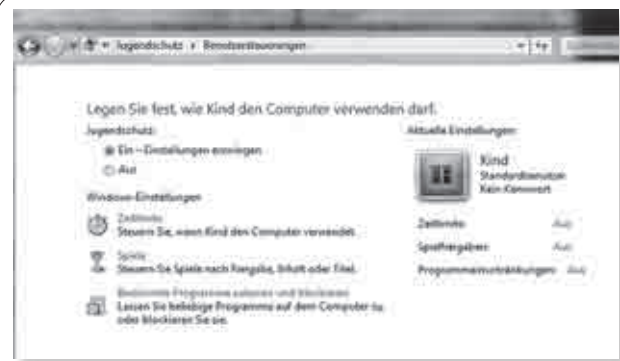 Jugendschutz ▸ Benutzersteuerungen
Legen Sie fest, wie Kind den Computer verwenden darf.
Jugendschutz:
Ein – Einstellungen erzwingen
Aus
Windows-Einstellungen
Zeitlimits
Steuern Sie, wann Kind den Computer verwendet.
Spiele
Steuern Sie Spiele nach Freigabe, Inhalt oder Titel.
Bestimmte Programme zulassen und blockieren
Lassen Sie beliebige Programme auf dem Computer zu,
oder blockieren Sie sie.
Aktuelle Einstellungen:
Kind
Standardbenutzer
Kein Kennwort
Zeitlimits: Aus
Spielfreigaben: Aus
Programmeinschränkungen: Aus